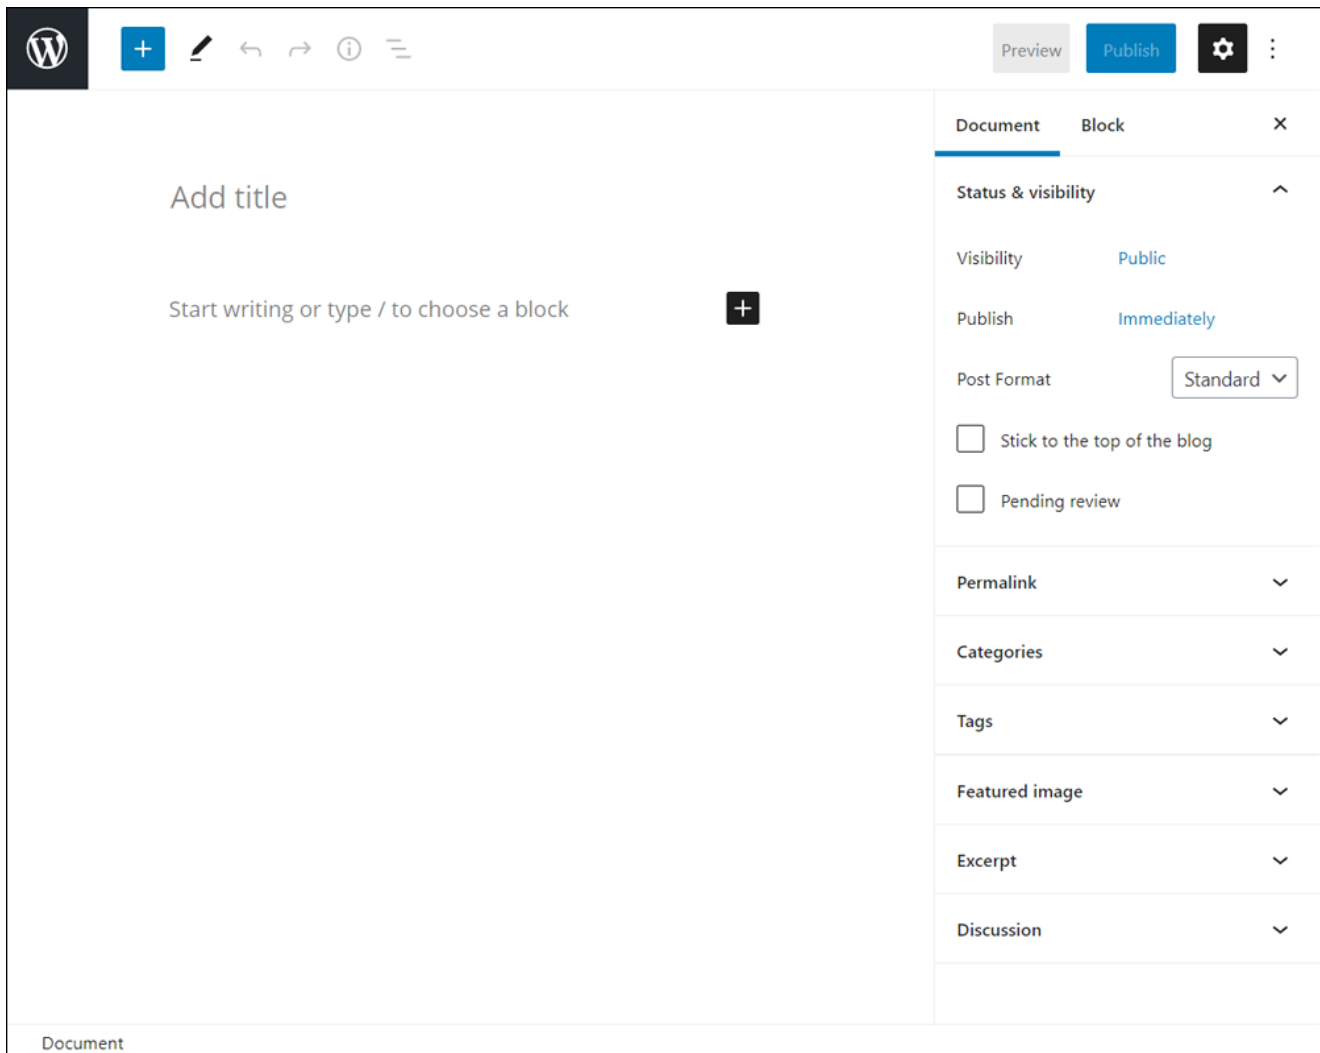 Preview Publish
Document Block
Add title
Status & visibility
Visibility Public
Start writing or type / to choose a block
Publish Immediately
Post Format Standard
Stick to the top of the blog
Pending review
Permalink
Categories
Tags
Featured image
Excerpt
Discussion
Document